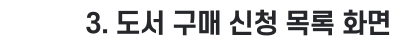 3. 도서 구매 신청 목록 화면